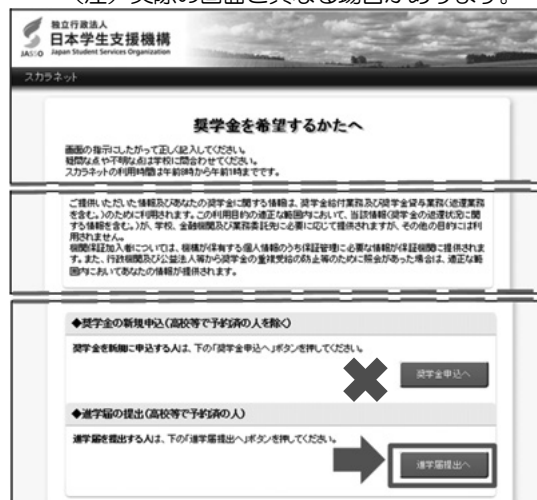 （注）実際の画面と異なる場合があります。
独立行政法人
日本学生支援機構
JASSO Japan Student Services Organization
スカラネット
奨学金を希望するかたへ
画面の指示にしたがって正しく記入してください。
疑問な点や不明な点は学校に問合わせてください。
スカラネットの利用時間は午前8時から午前1時までです。
ご提供いただいた情報及びあなたの奨学金に関する情報は、奨学金給付業務及び奨学金貸与業務（返還業務
を含む。）のために利用されます。この利用目的の適正な範囲内において、当該情報（奨学金の返還状況に関
する情報を含む。）が、学校、金融機関及び業務委託先に必要に応じて提供されますが、その他の目的には利
用されません。
機関保証加入者については、機構が保有する個人情報のうち保証管理に必要な情報が保証機関に提供されま
す。また、行政機関及び公益法人等から奨学金の重複受給の防止等のために照会があった場合は、適正な範
囲内においてあなたの情報が提供されます。
◆奨学金の新規申込（高校等で予約済の人を除く）
奨学金を新規に申込する人は、下の「奨学金申込へ」ボタンを押してください。
奨学金申込へ
◆進学届の提出（高校等で予約済の人）
進学届を提出する人は、下の「進学届提出へ」ボタンを押してください。
進学届提出へ